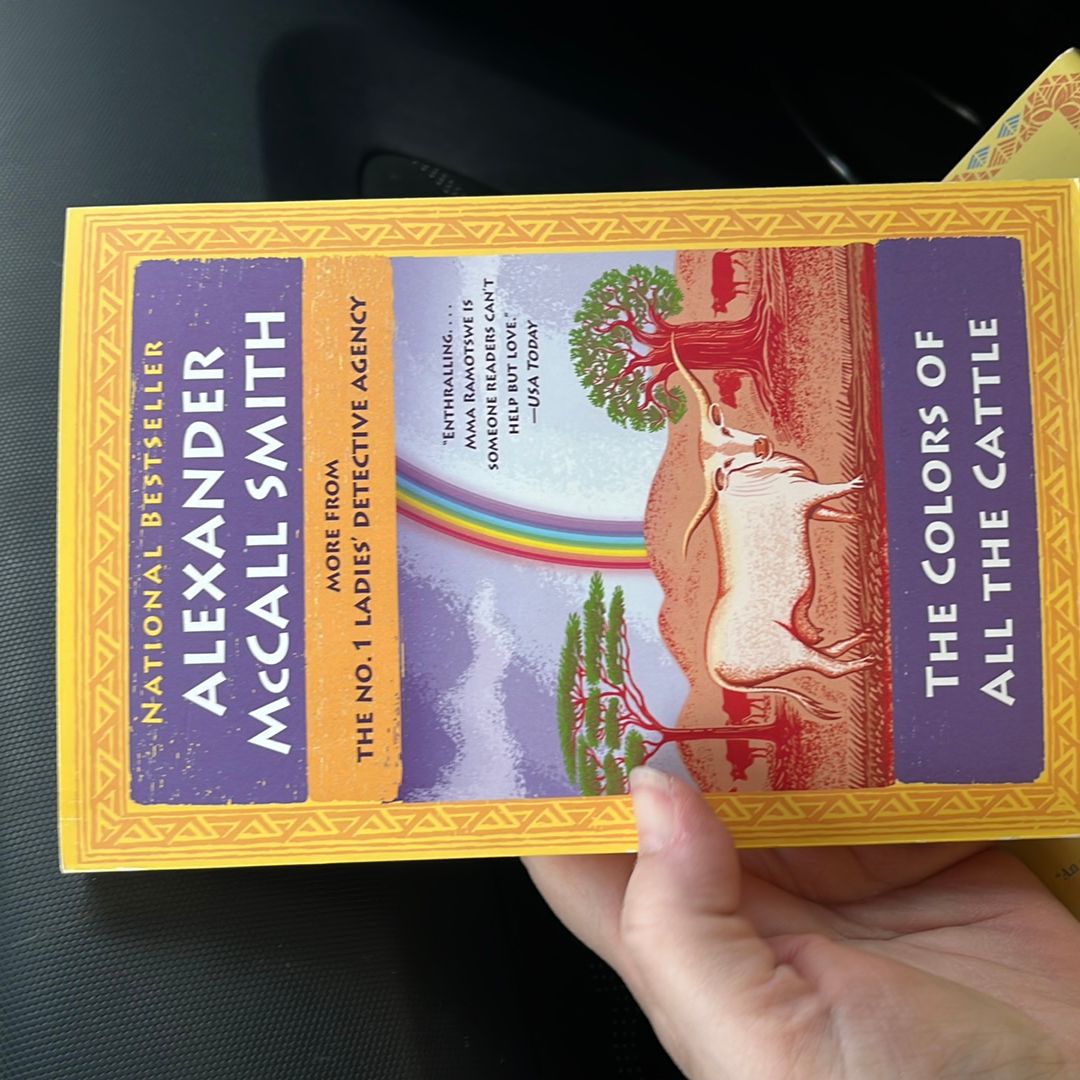 NATIONAL BESTSELLER
ALEXANDER
McCALL SMITH
MORE FROM
THE NO. 1 LADIES' DETECTIVE AGENCY
"ENTHRALLING. . . .
MMA RAMOTSWE IS
SOMEONE READERS CAN'T
HELP BUT LOVE."
—USA TODAY
THE COLORS OF
ALL THE CATTLE
"An